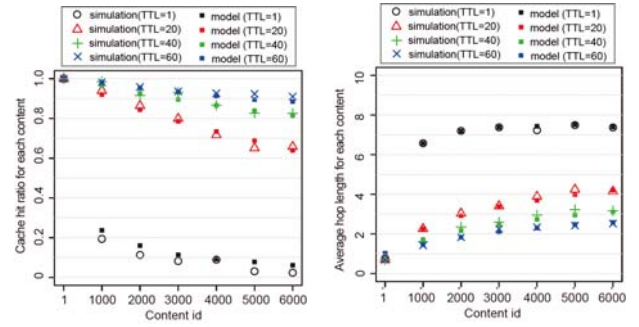 simulation(TTL=1) model (TTL=1)
simulation(TTL=20) model (TTL=20)
simulation(TTL=40) model (TTL=40)
simulation(TTL=60) model (TTL=60)
Cache hit ratio for each content
1.0
0.8
0.6
0.4
0.2
0
1 1000 2000 3000 4000 5000 6000
Content id
simulation (TTL=1) model (TTL=1)
simulation (TTL=20) model (TTL=20)
simulation (TTL=40) model (TTL=40)
simulation (TTL=60) model (TTL=60)
Average hop length for each content
10
8
6
4
2
0
1 1000 2000 3000 4000 5000 6000
Content id